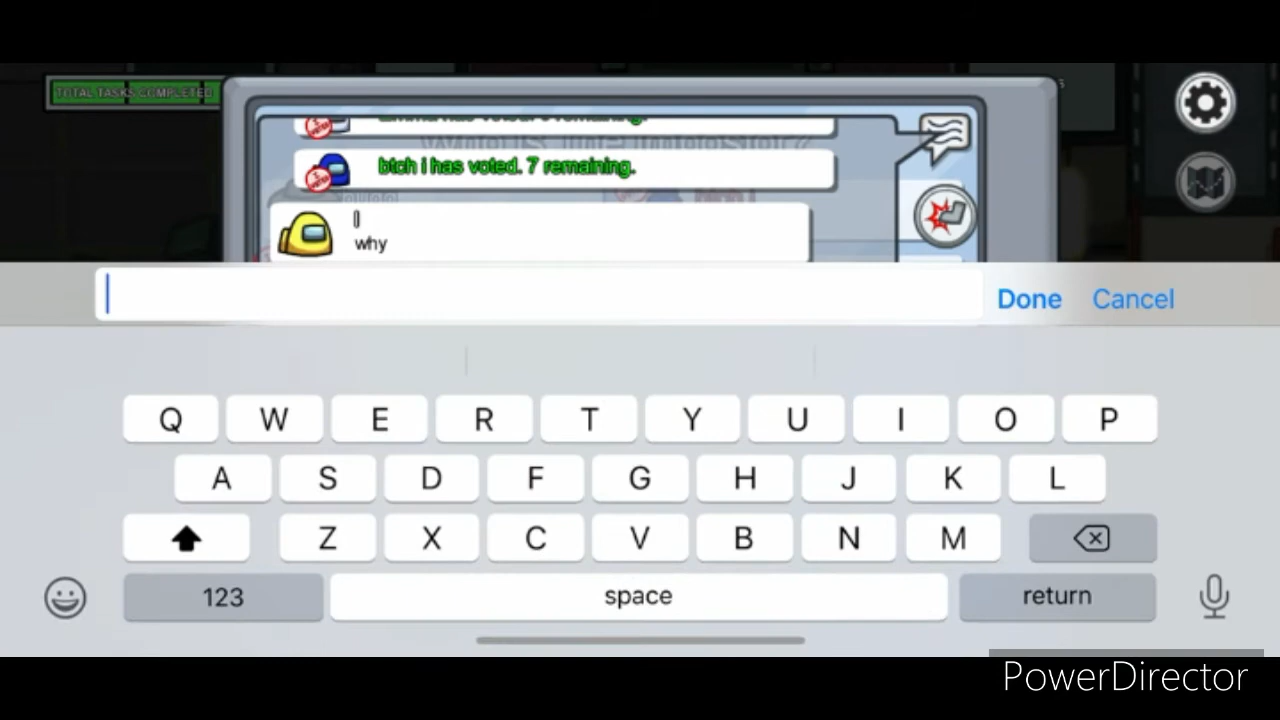 TOTAL TASKS COMPLETED
btch i has voted. 7 remaining.
why
Done Cancel
Q W E R T Y U I O P
A S D F G H J K L
Z X C V B N M
123 space return
PowerDirector